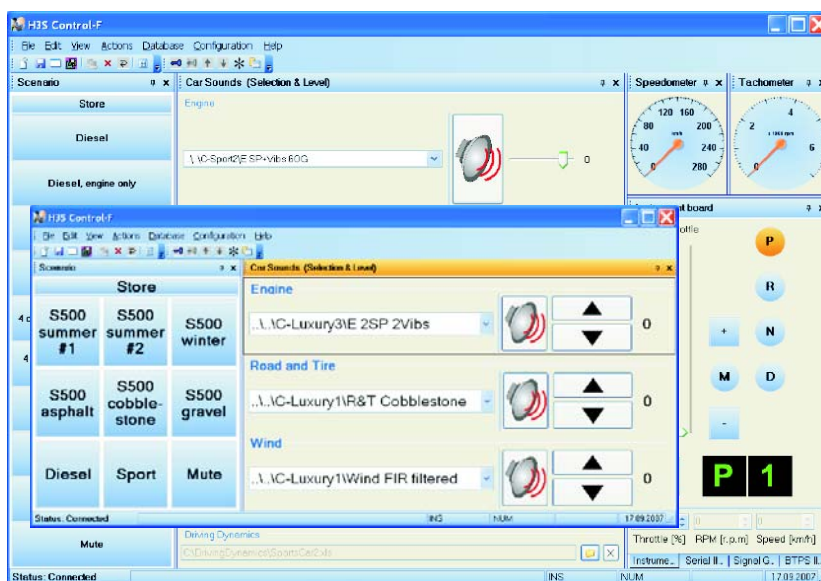 H3S Control-F
File Edit View Actions Database Configuration Help
Scenario
Car Sounds (Selection & Level)
Speedometer
Tachometer
Store
Engine
Diesel
..\..\C-Sport2\E SP+Vibs 60G
0
Diesel, engine only
0 40 80 120 160 200 240 280
km/h
2 4 6
board
P
R
N
D
+
M
-
P 1
H3S Control-F
File Edit View Actions Database Configuration Help
Scenario
Car Sounds (Selection & Level)
Store
S500 summer #1
S500 summer #2
S500 winter
S500 asphalt
S500 cobble-stone
S500 gravel
Diesel
Sport
Mute
Engine
..\..\C-Luxury3\E 2SP 2Vibs
0
Road and Tire
..\..\C-Luxury1\R&T Cobblestone
0
Wind
..\..\C-Luxury1\Wind FIR filtered
0
Status: Connected
INS
NUM
17.09.2007
Mute
Driving Dynamics
C:\DrivingDynamics\SportsCar2.xls
Throttle [%] RPM [r.p.m] Speed [km/h]
Instrume.. Serial II.. Signal G.. BTPS II..
Status: Connected
INS
NUM
17.09.2007